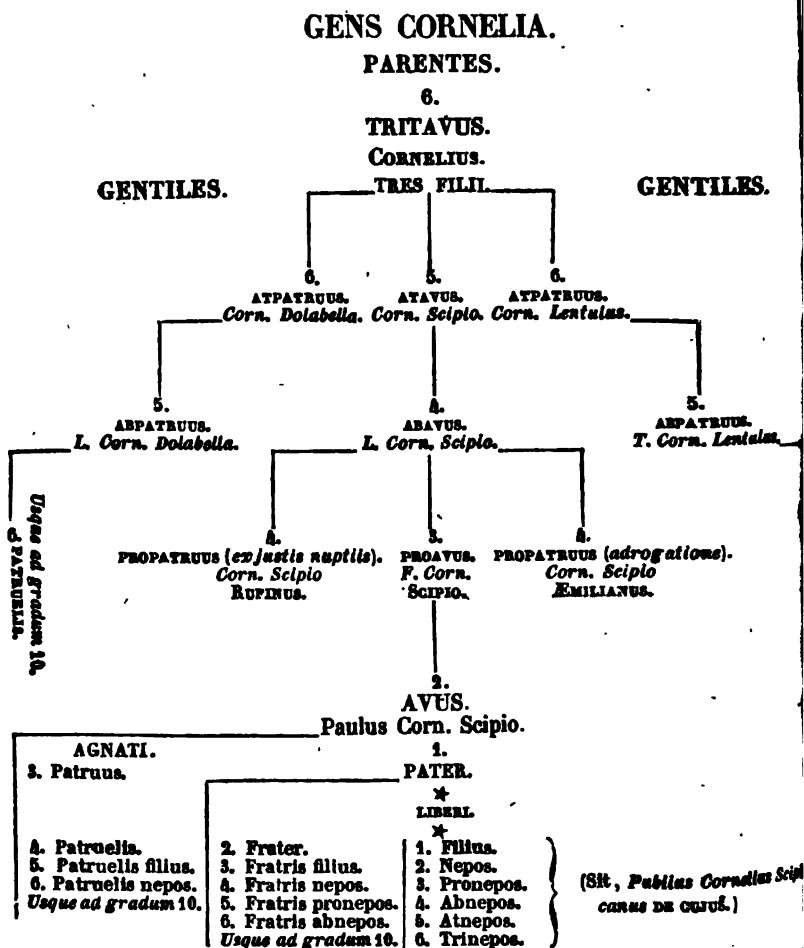 GENS CORNELIA.
PARENTES.
6.
TRITAVUS.
CORNELIUS.
TRES FILII.
GENTILES.
GENTILES.
6.
ATPATRUUS.
Corn. Dolabella.
5.
ATAVUS.
Corn. Scipio.
6.
ATPATRUUS.
Corn. Lentulus.
5.
ABPATRUUS.
L. Corn. Dolabella.
4.
ABAVUS.
L. Corn. Scipio.
5.
ABPATRUUS.
T. Corn. Lentulus.
6.
PATRUELIS.
Usque ad gradum 10.
4.
PROPATRUUS (ex justis nuptiis).
Corn. Scipio
RUFINUS.
3.
PROAVUS.
F. Corn.
SCIPIO.
4.
PROPATRUUS (adrogatione).
Corn. Scipio
ÆMILIANUS.
2.
AVUS.
Paulus Corn. Scipio.
AGNATI.
3. Patruus.
1.
PATER.
LIBERI.
4. Patruelis.
5. Patruelis filius.
6. Patruelis nepos.
Usque ad gradum 10.
2. Frater.
3. Fratris filius.
4. Fratris nepos.
5. Fratris pronepos.
6. Fratris abnepos.
Usque ad gradum 10.
1. Filius.
2. Nepos.
3. Pronepos.
4. Abnepos.
5. Atnepos.
6. Trinepos.
(Sit, Publius Cornelius Scipi
canus DE CUJUS.)